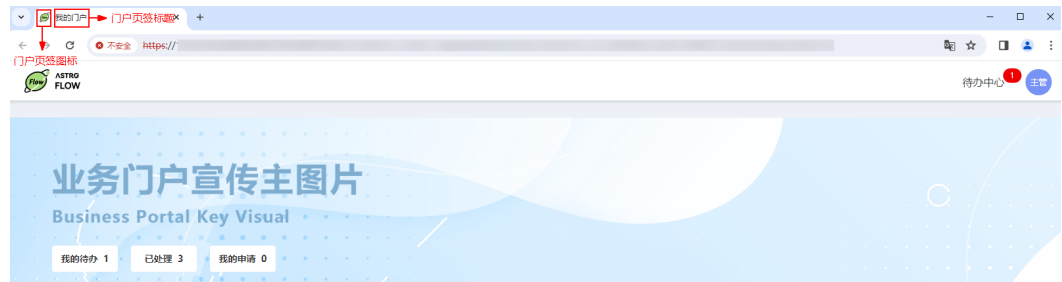 我的门户 门户页签标题
不安全 https://
门户页签图标
Flow ASTRO FLOW
待办中心 1 主管
业务门户宣传主图片
Business Portal Key Visual
我的待办 1 已处理 3 我的申请 0